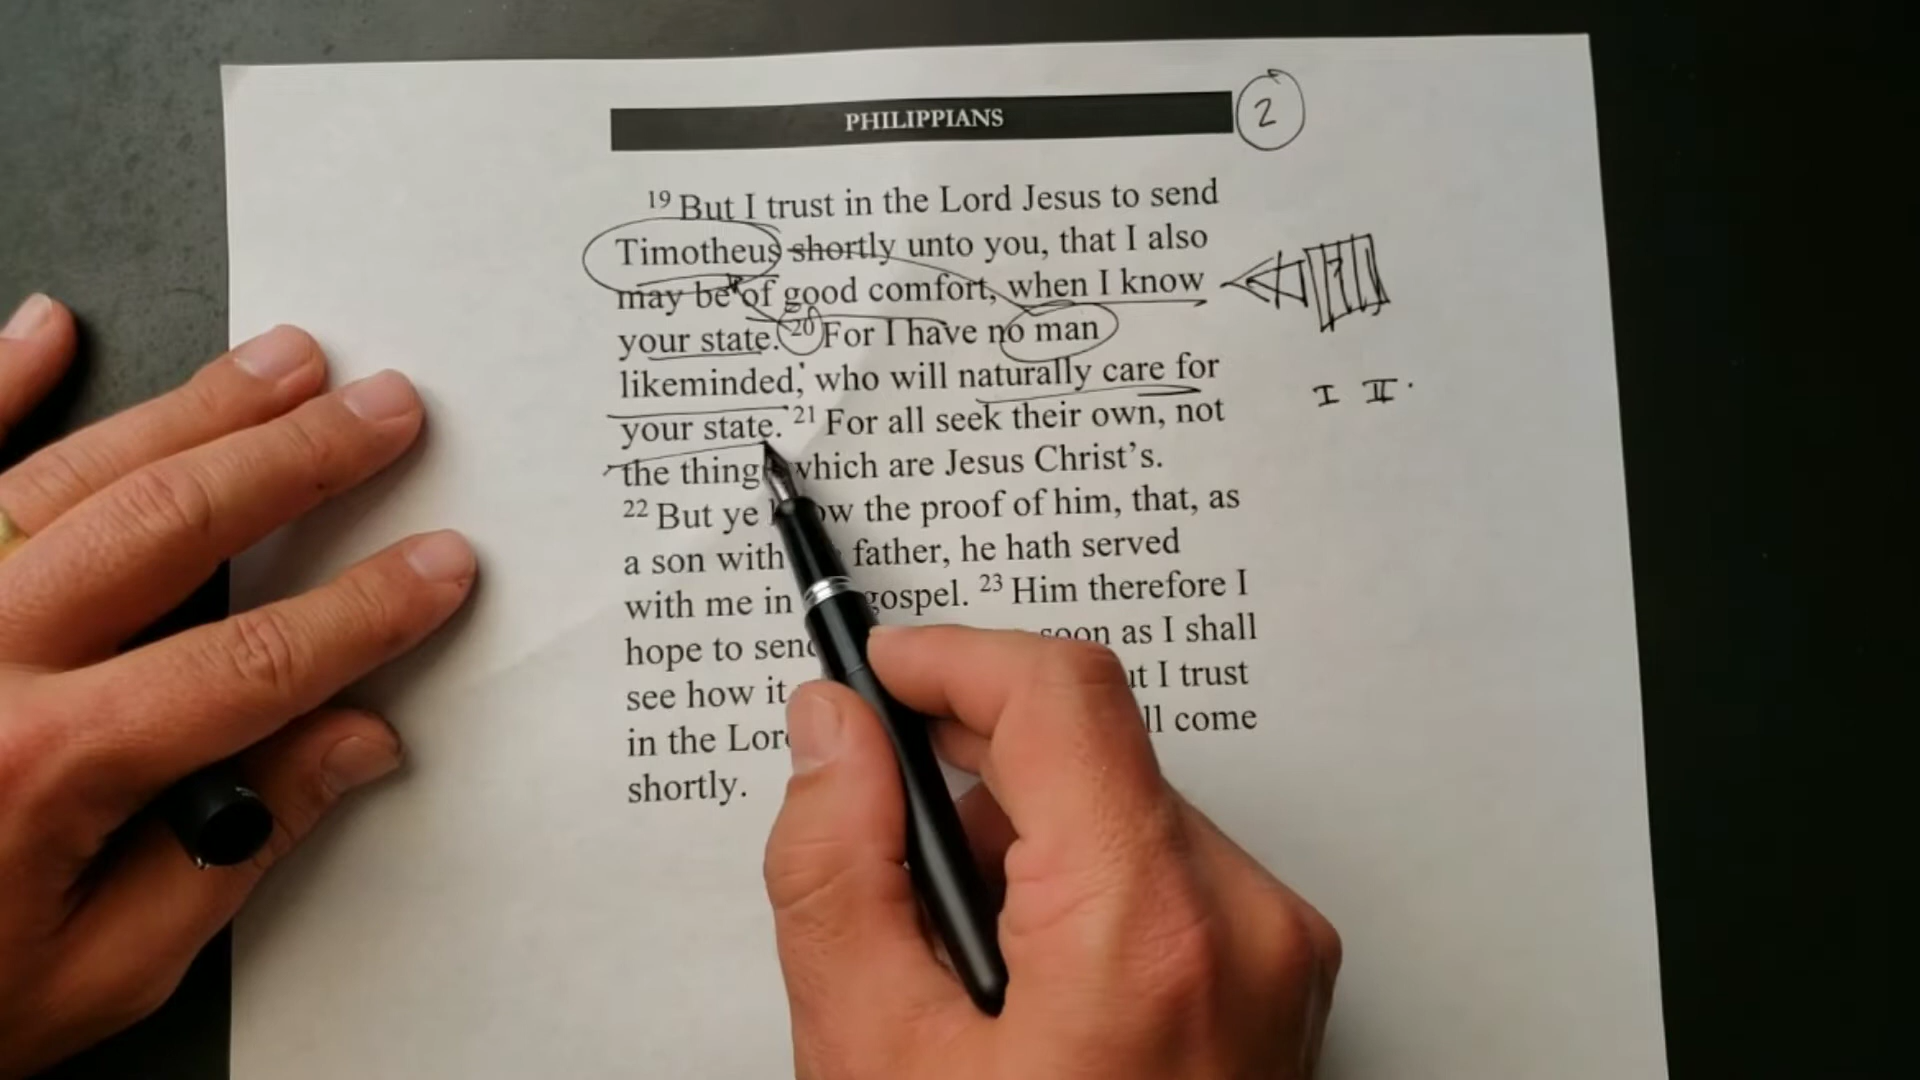 PHILIPPIANS 2
19 But I trust in the Lord Jesus to send
Timotheus shortly unto you, that I also
may be of good comfort, when I know
your state. 20 For I have no man
likeminded, who will naturally care for
your state. 21 For all seek their own, not
the things which are Jesus Christ's.
22 But ye know the proof of him, that, as
a son with father, he hath served
with me in gospel. 23 Him therefore I
hope to send soon as I shall
see how it I trust
in the Lord come
shortly.
I II.